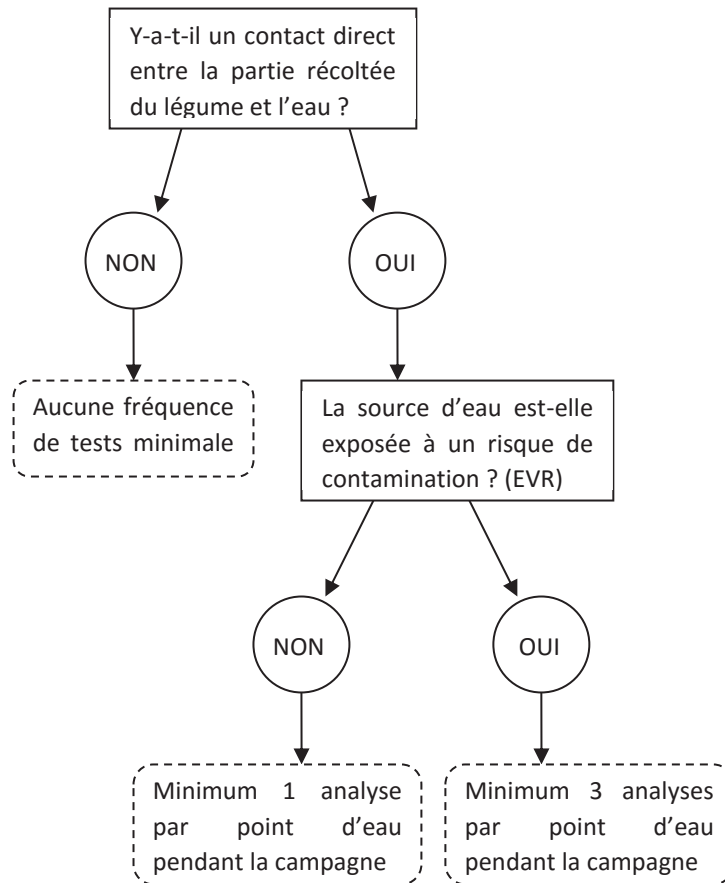 Y-a-t-il un contact direct
entre la partie récoltée
du légume et l'eau ?
NON
OUI
Aucune fréquence
de tests minimale
La source d'eau est-elle
exposée à un risque de
contamination ? (EVR)
NON
OUI
Minimum 1 analyse
par point d'eau
pendant la campagne
Minimum 3 analyses
par point d'eau
pendant la campagne